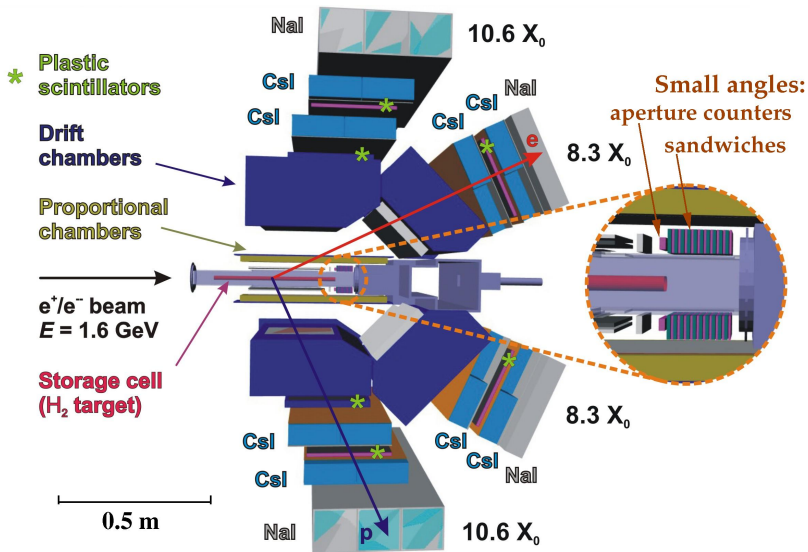 NaI
10.6 X₀
Plastic
scintillators
*
CsI
CsI
*
*
Drift
chambers
CsI
CsI
NaI
*
e
8.3 X₀
Small angles:
aperture counters
sandwiches
Proportional
chambers
e⁺/e⁻ beam
E = 1.6 GeV
Storage cell
(H₂ target)
*
*
*
8.3 X₀
CsI
CsI
CsI
CsI
NaI
0.5 m
NaI
p
10.6 X₀